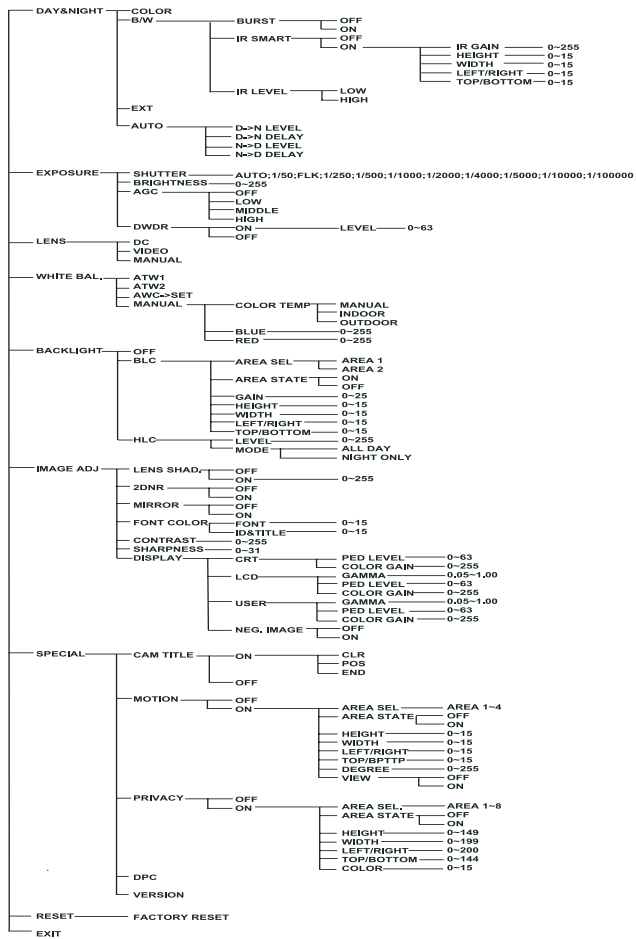 DAY&NIGHT COLOR
B/W BURST OFF
ON
IR SMART OFF
ON IR GAIN 0~255
HEIGHT 0~15
WIDTH 0~15
LEFT/RIGHT 0~15
TOP/BOTTOM 0~15
IR LEVEL LOW
HIGH
EXT
AUTO D->N LEVEL
D->N DELAY
N->D LEVEL
N->D DELAY
EXPOSURE SHUTTER AUTO;1/50;FLK;1/250;1/500;1/1000;1/2000;1/4000;1/5000;1/10000;1/100000
BRIGHTNESS 0~255
AGC OFF
LOW
MIDDLE
HIGH
DWDR ON LEVEL 0~63
OFF
LENS DC
VIDEO
MANUAL
WHITE BAL. ATW1
ATW2
AWC->SET
MANUAL COLOR TEMP MANUAL
INDOOR
OUTDOOR
BLUE 0~255
RED 0~255
BACKLIGHT OFF
BLC AREA SEL AREA 1
AREA 2
AREA STATE ON
OFF
GAIN 0~25
HEIGHT 0~15
WIDTH 0~15
LEFT/RIGHT 0~15
TOP/BOTTOM 0~15
HLC LEVEL 0~255
MODE ALL DAY
NIGHT ONLY
IMAGE ADJ LENS SHAD. OFF
ON 0~255
2DNR OFF
ON
MIRROR OFF
ON
FONT COLOR FONT 0~15
ID&TITLE 0~15
CONTRAST 0~255
SHARPNESS 0~31
DISPLAY CRT PED LEVEL 0~63
COLOR GAIN 0~255
LCD GAMMA 0.05~1.00
PED LEVEL 0~63
COLOR GAIN 0~255
USER GAMMA 0.05~1.00
PED LEVEL 0~63
COLOR GAIN 0~255
NEG. IMAGE OFF
ON
SPECIAL CAM TITLE ON CLR
POS
END
OFF
MOTION OFF
ON AREA SEL AREA 1~4
AREA STATE OFF
ON
HEIGHT 0~15
WIDTH 0~15
LEFT/RIGHT 0~15
TOP/BPTTP 0~15
DEGREE 0~255
VIEW OFF
ON
PRIVACY OFF
ON AREA SEL. AREA 1~8
AREA STATE OFF
ON
HEIGHT 0~149
WIDTH 0~199
LEFT/RIGHT 0~200
TOP/BOTTOM 0~144
COLOR 0~15
DPC
VERSION
RESET FACTORY RESET
EXIT